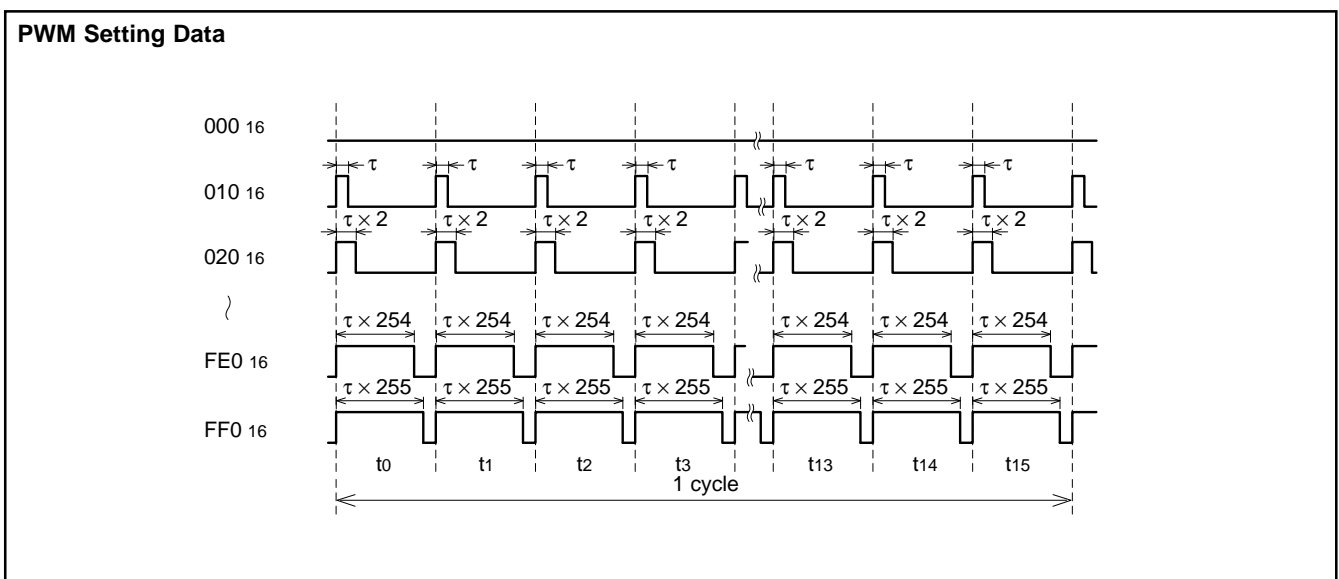 PWM Setting Data
000 16
τ τ τ τ τ τ τ
010 16
τ × 2 τ × 2 τ × 2 τ × 2 τ × 2 τ × 2 τ × 2
020 16
τ × 254 τ × 254 τ × 254 τ × 254 τ × 254 τ × 254 τ × 254
FE0 16
τ × 255 τ × 255 τ × 255 τ × 255 τ × 255 τ × 255 τ × 255
FF0 16
t0 t1 t2 t3 t13 t14 t15
1 cycle